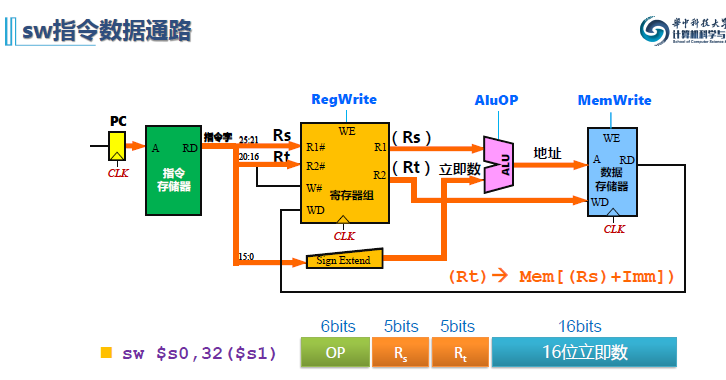 sw指令数据通路
华中科技大学
计算机科学与
School of Computer Science &
RegWrite
AluOP
MemWrite
PC
CLK
A
RD
指令
存储器
指令字
25:21
20:16
15:0
Rs
Rt
WE
R1#
R2#
W#
WD
R1
R2
寄存器组
CLK
Sign Extend
(Rs)
(Rt)
立即数
ALU
地址
WE
A
RD
数据
存储器
WD
CLK
(Rt)→ Mem[(Rs)+Imm])
6bits 5bits 5bits 16bits
sw $s0,32($s1) OP Rs Rt 16位立即数